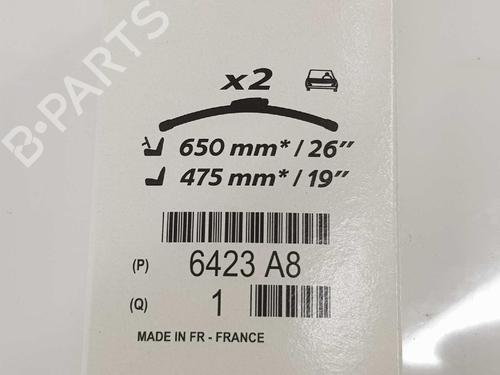 B-PARTS
x2
650 mm* / 26"
475 mm* / 19"
(P) 6423 A8
(Q) 1
MADE IN FR - FRANCE